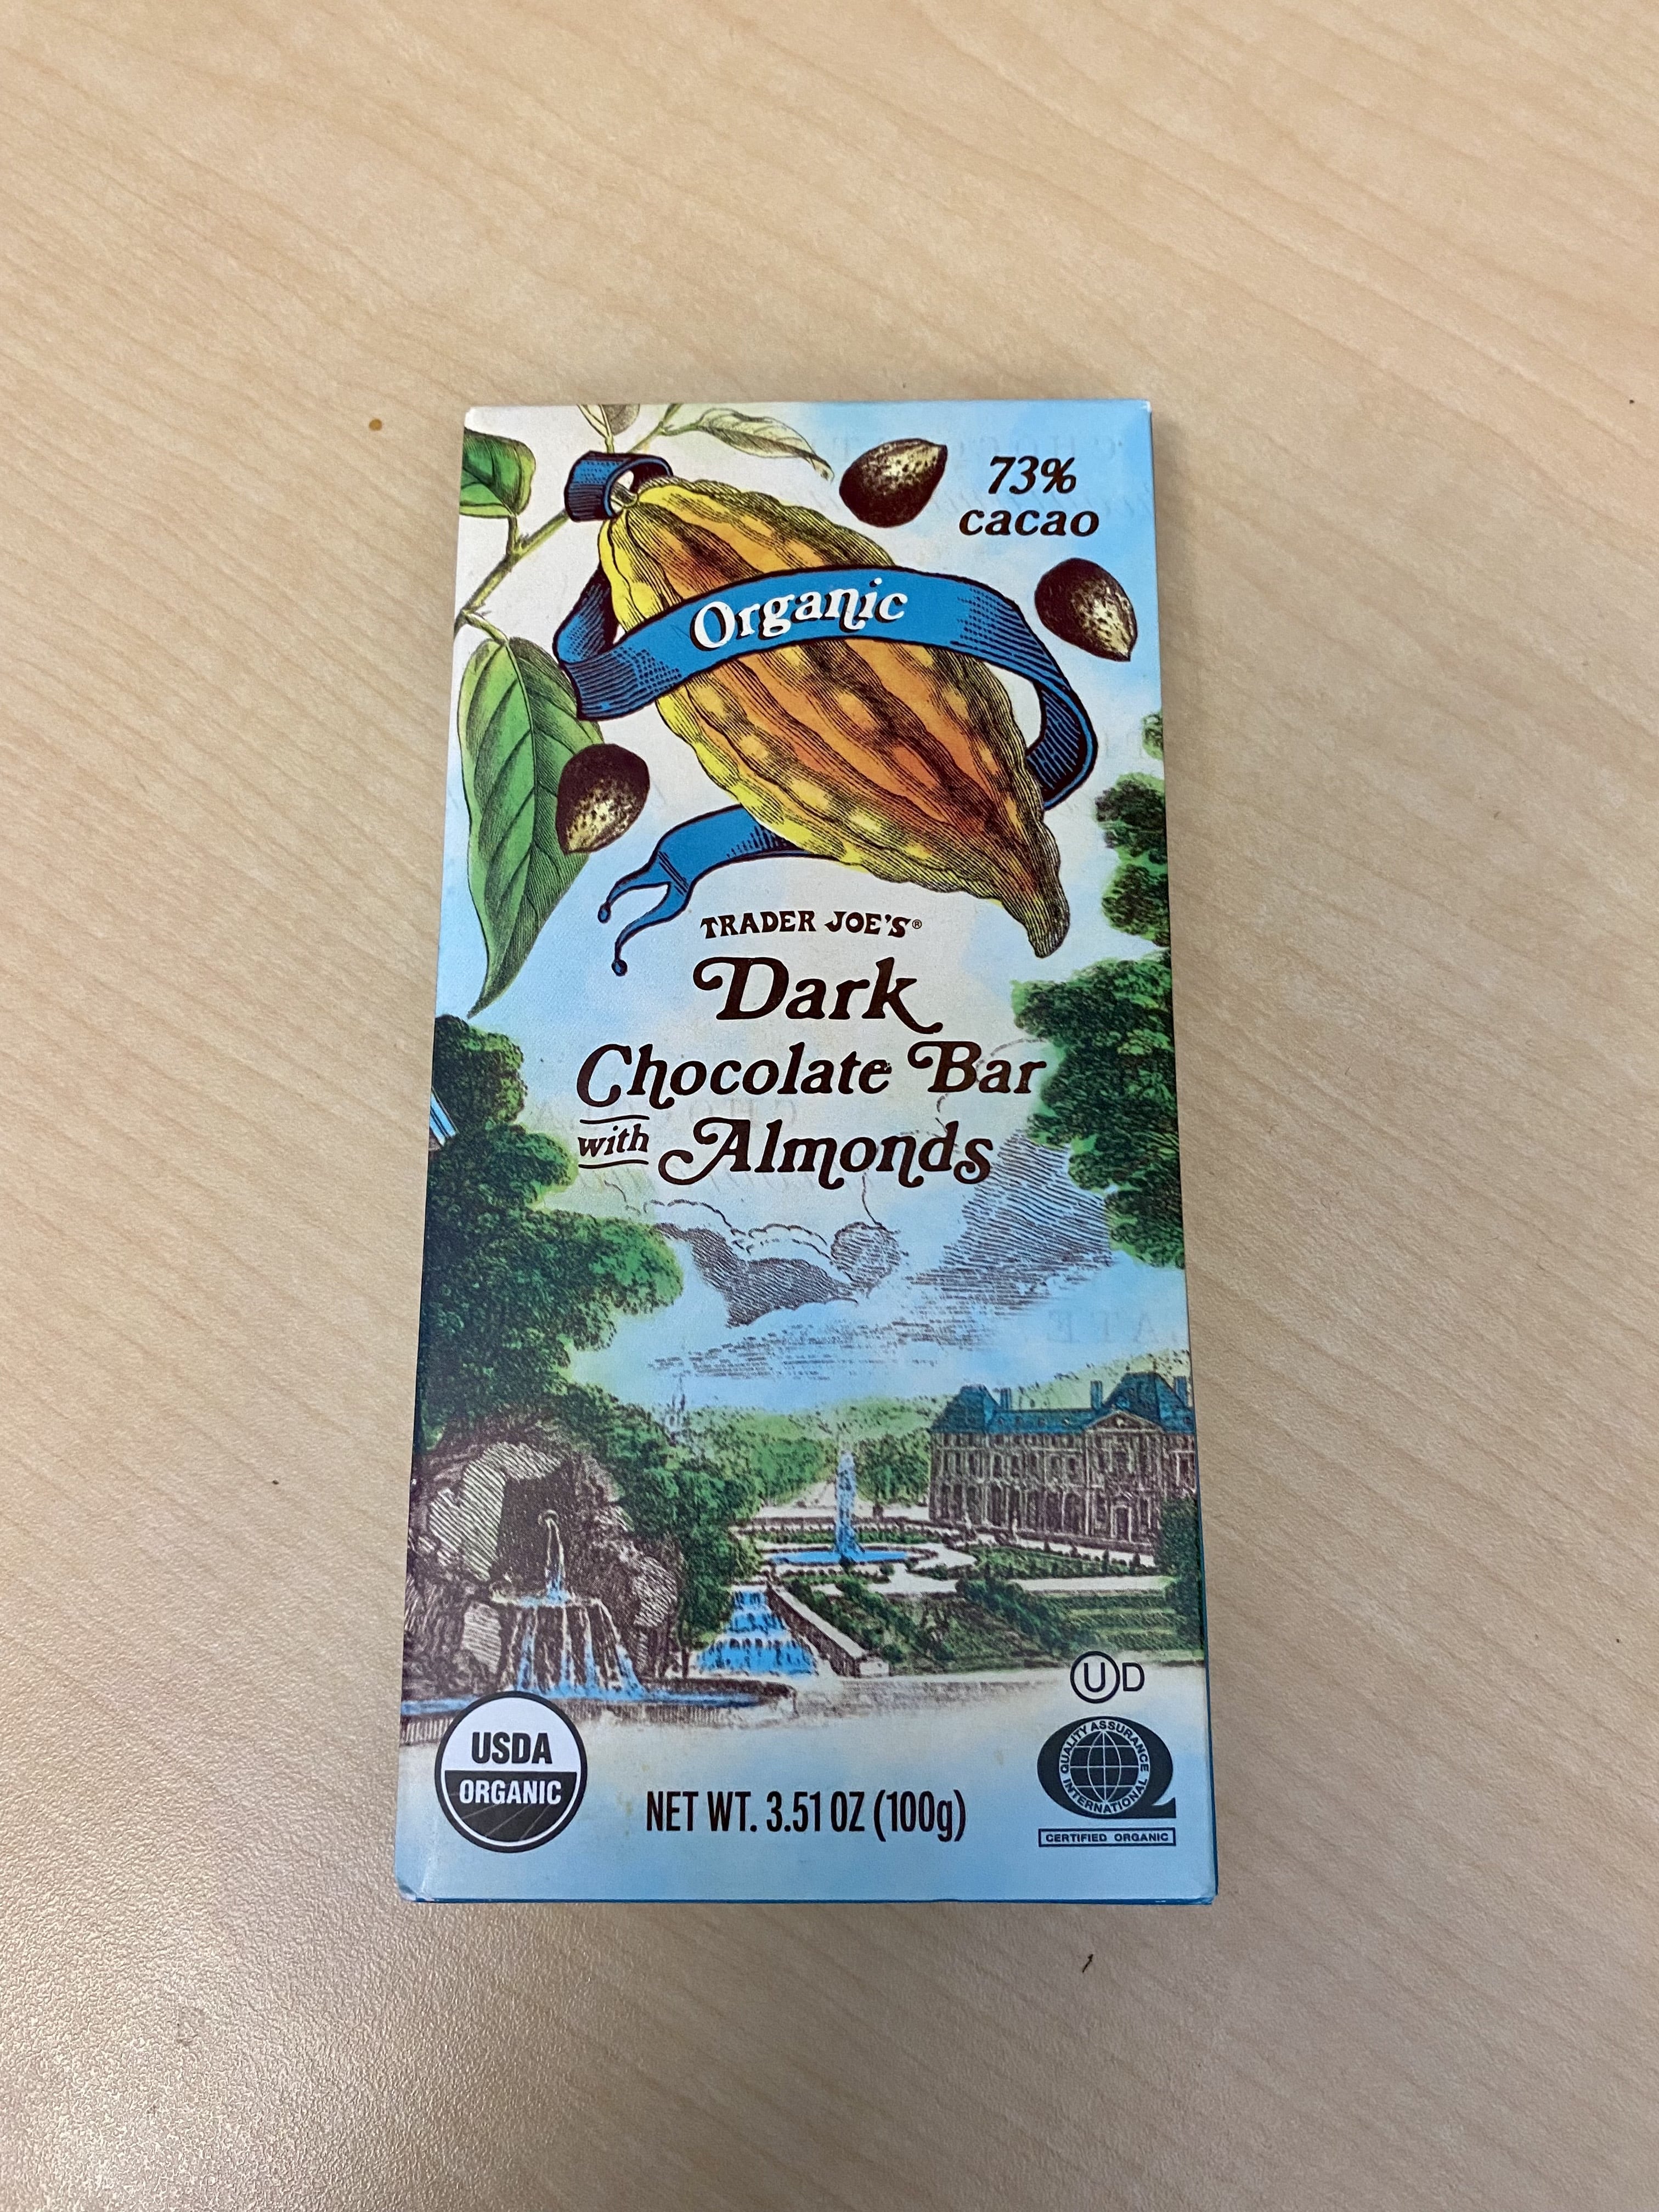 73%
cacao
Organic
TRADER JOE'S®
Dark
Chocolate Bar
with Almonds
UD
USDA
ORGANIC
NET WT. 3.51 OZ (100g)
QUALITY ASSURANCE
INTERNATIONAL
CERTIFIED ORGANIC